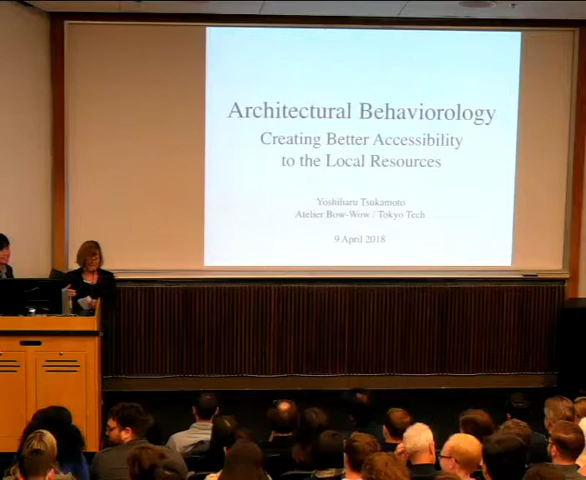 Architectural Behaviorology
Creating Better Accessibility
to the Local Resources
Yoshiharu Tsukamoto
Atelier Bow-Wow / Tokyo Tech
9 April 2018